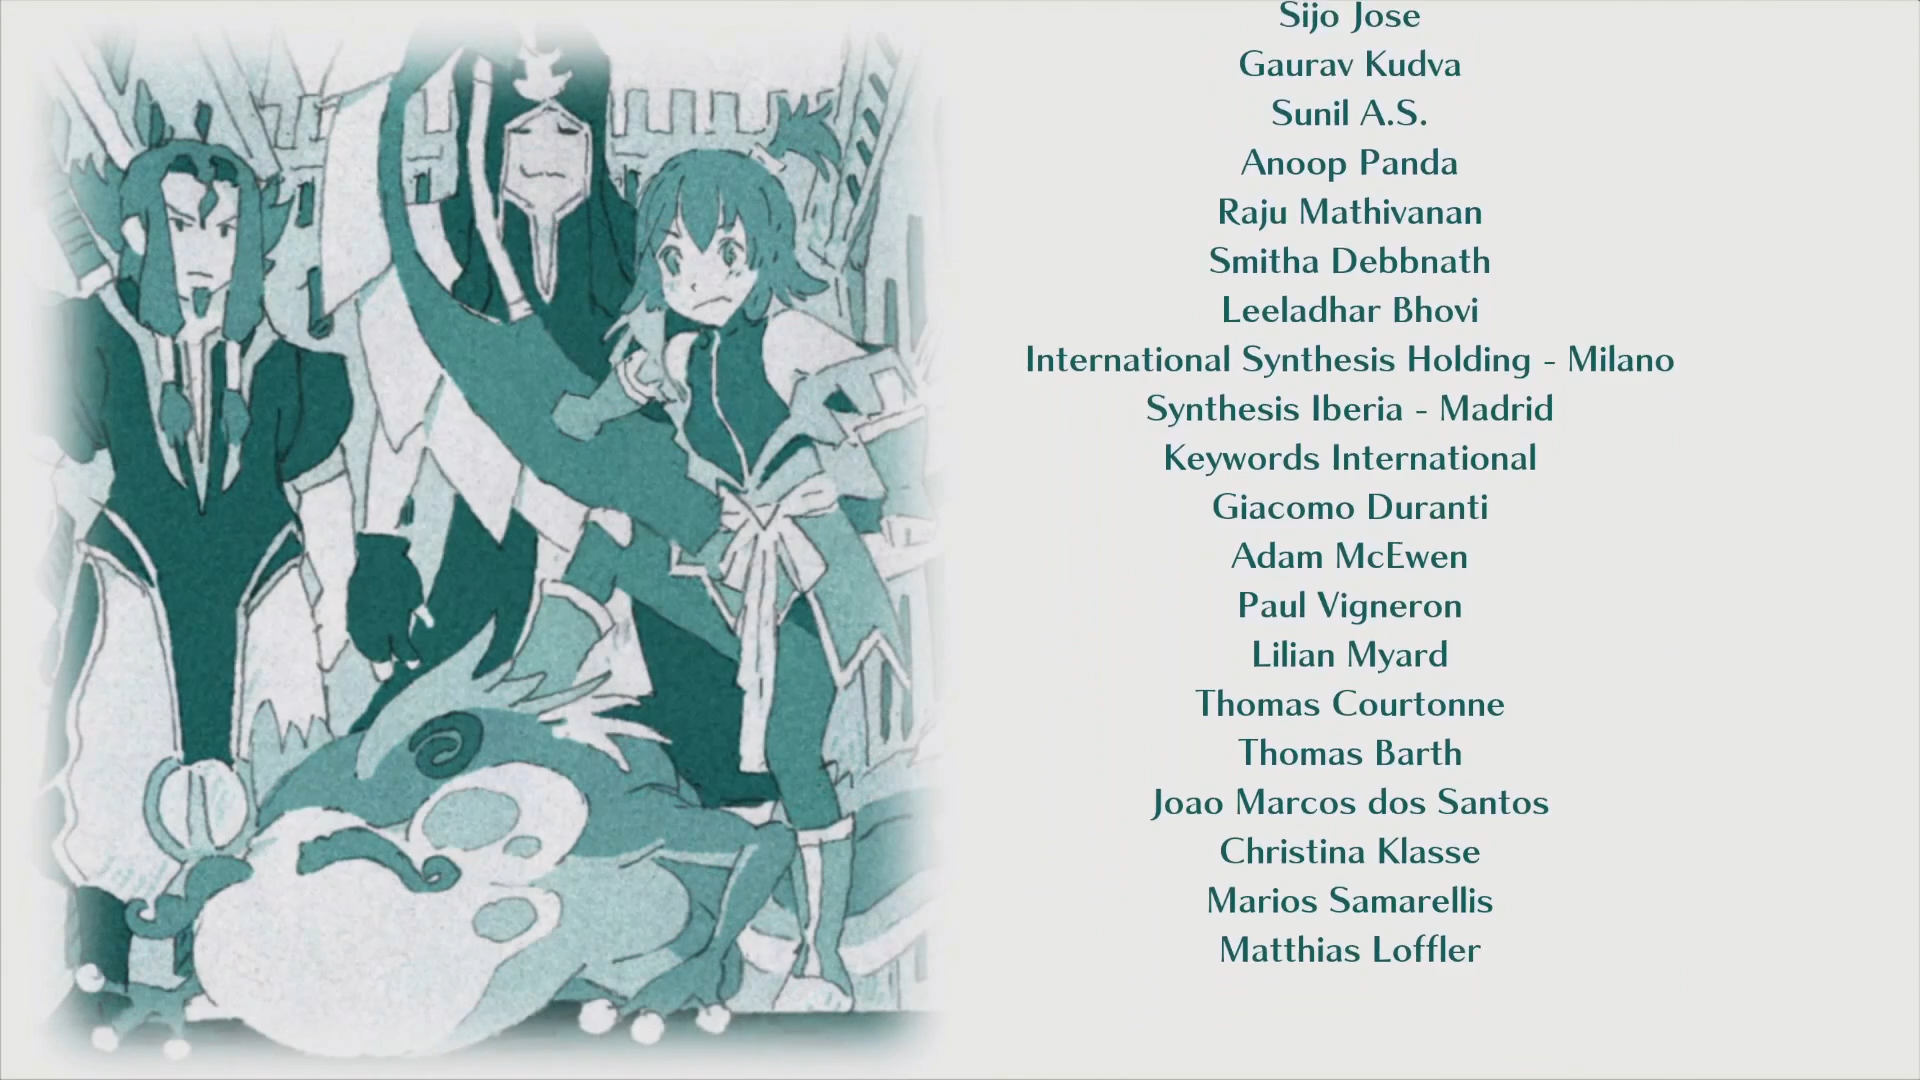 Sijo Jose
Gaurav Kudva
Sunil A.S.
Anoop Panda
Raju Mathivanan
Smitha Debbnath
Leeladhar Bhovi
International Synthesis Holding - Milano
Synthesis Iberia - Madrid
Keywords International
Giacomo Duranti
Adam McEwen
Paul Vigneron
Lilian Myard
Thomas Courtonne
Thomas Barth
Joao Marcos dos Santos
Christina Klasse
Marios Samarellis
Matthias Loffler